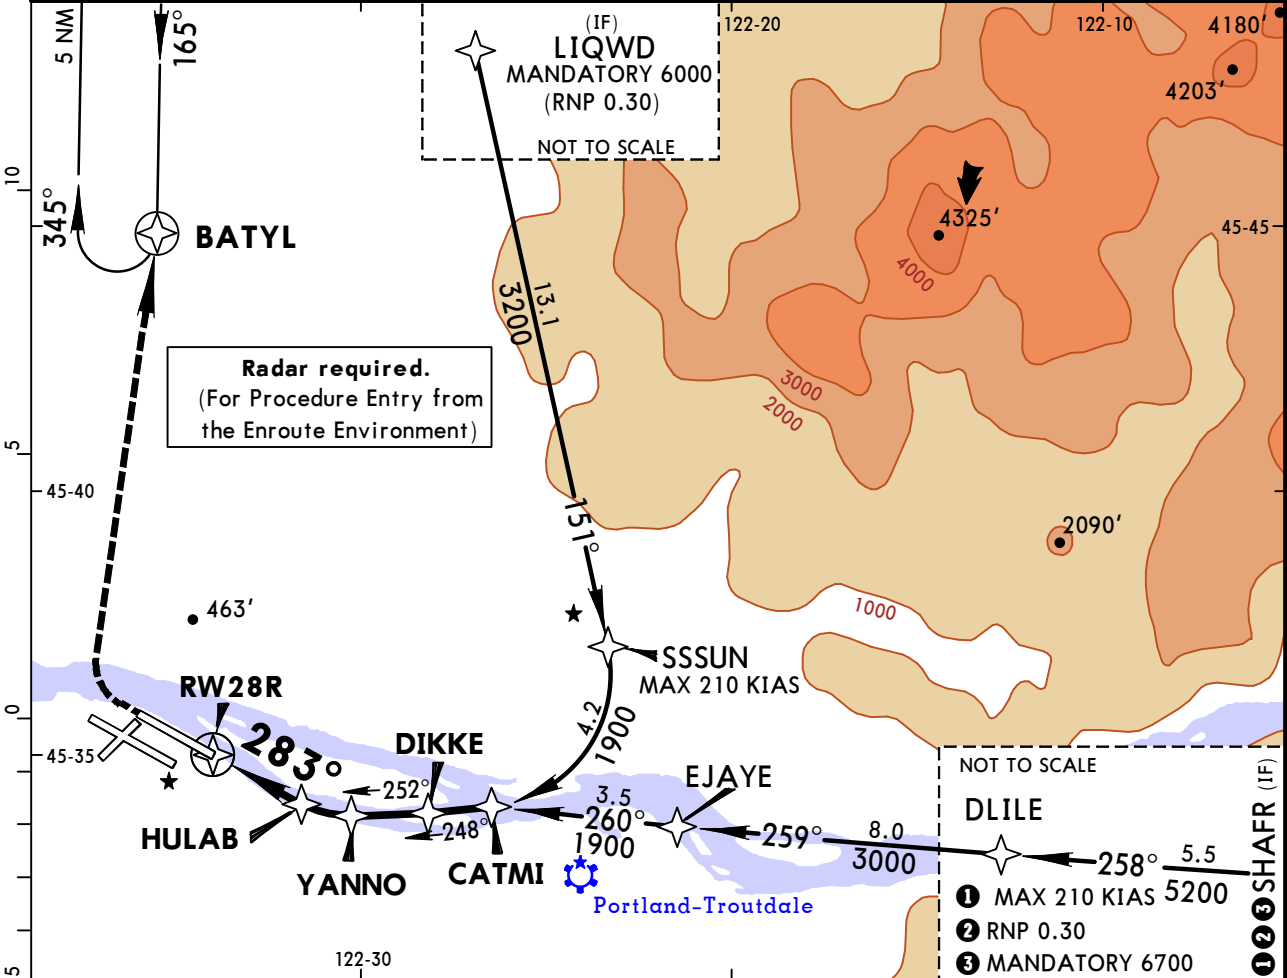 5 NM
165°
(IF)
LIQWD
MANDATORY 6000
(RNP 0.30)
NOT TO SCALE
122-20
122-10
4180'
4203'
10
345°
BATYL
4325'
45-45
4000
13.1
3200
Radar required.
(For Procedure Entry from
the Enroute Environment)
3000
2000
5
45-40
151°
2090'
463'
1000
SSSUN
MAX 210 KIAS
RW28R
4.2
1900
0
45-35
283°
DIKKE
252°
248°
EJAYE
3.5
260°
1900
HULAB
YANNO
CATMI
Portland-Troutdale
259°
8.0
3000
NOT TO SCALE
DLILE
258°
5.5
5200
❶❷❸SHAFR (IF)
❶ MAX 210 KIAS
❷ RNP 0.30
❸ MANDATORY 6700
122-30
5